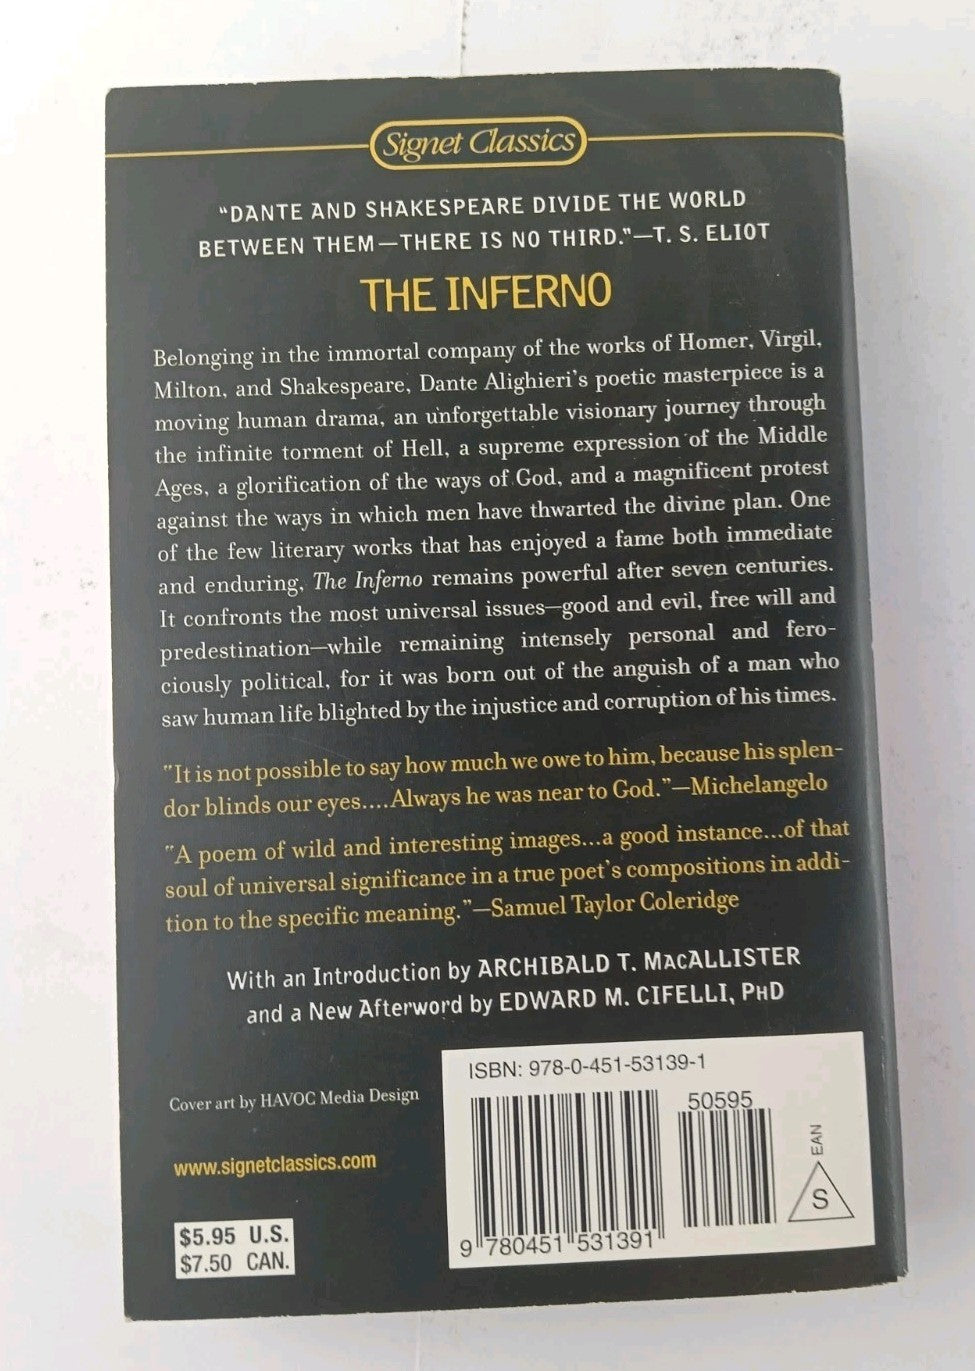 Signet Classics
“DANTE AND SHAKESPEARE DIVIDE THE WORLD
BETWEEN THEM—THERE IS NO THIRD.”—T. S. ELIOT
THE INFERNO
Belonging in the immortal company of the works of Homer, Virgil,
Milton, and Shakespeare, Dante Alighieri’s poetic masterpiece is a
moving human drama, an unforgettable visionary journey through
the infinite torment of Hell, a supreme expression of the Middle
Ages, a glorification of the ways of God, and a magnificent protest
against the ways in which men have thwarted the divine plan. One
of the few literary works that has enjoyed a fame both immediate
and enduring, The Inferno remains powerful after seven centuries.
It confronts the most universal issues—good and evil, free will and
predestination—while remaining intensely personal and fero-
ciously political, for it was born out of the anguish of a man who
saw human life blighted by the injustice and corruption of his times.
“It is not possible to say how much we owe to him, because his splen-
dor blinds our eyes....Always he was near to God.”—Michelangelo
“A poem of wild and interesting images...a good instance...of that
soul of universal significance in a true poet’s compositions in addi-
tion to the specific meaning.”—Samuel Taylor Coleridge
With an Introduction by ARCHIBALD T. MACALLISTER
and a New Afterword by EDWARD M. CIFELLI, PHD
ISBN: 978-0-451-53139-1
50595
Cover art by HAVOC Media Design
EAN
www.signetclassics.com
S
$5.95 U.S.
$7.50 CAN.
9 780451 531391